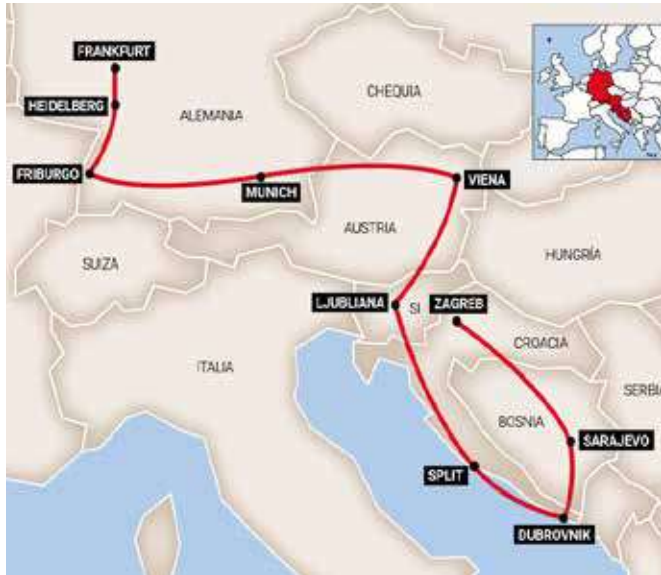 FRANKFURT
CHEQUIA
HEIDELBERG
ALEMANIA
FRIBURGO
MUNICH
VIENA
AUSTRIA
SUIZA
HUNGRÍA
LJUBLIANA
SI
ZAGREB
CROACIA
ITALIA
SERBIA
BOSNIA
SARAJEVO
SPLIT
DUBROVNIK